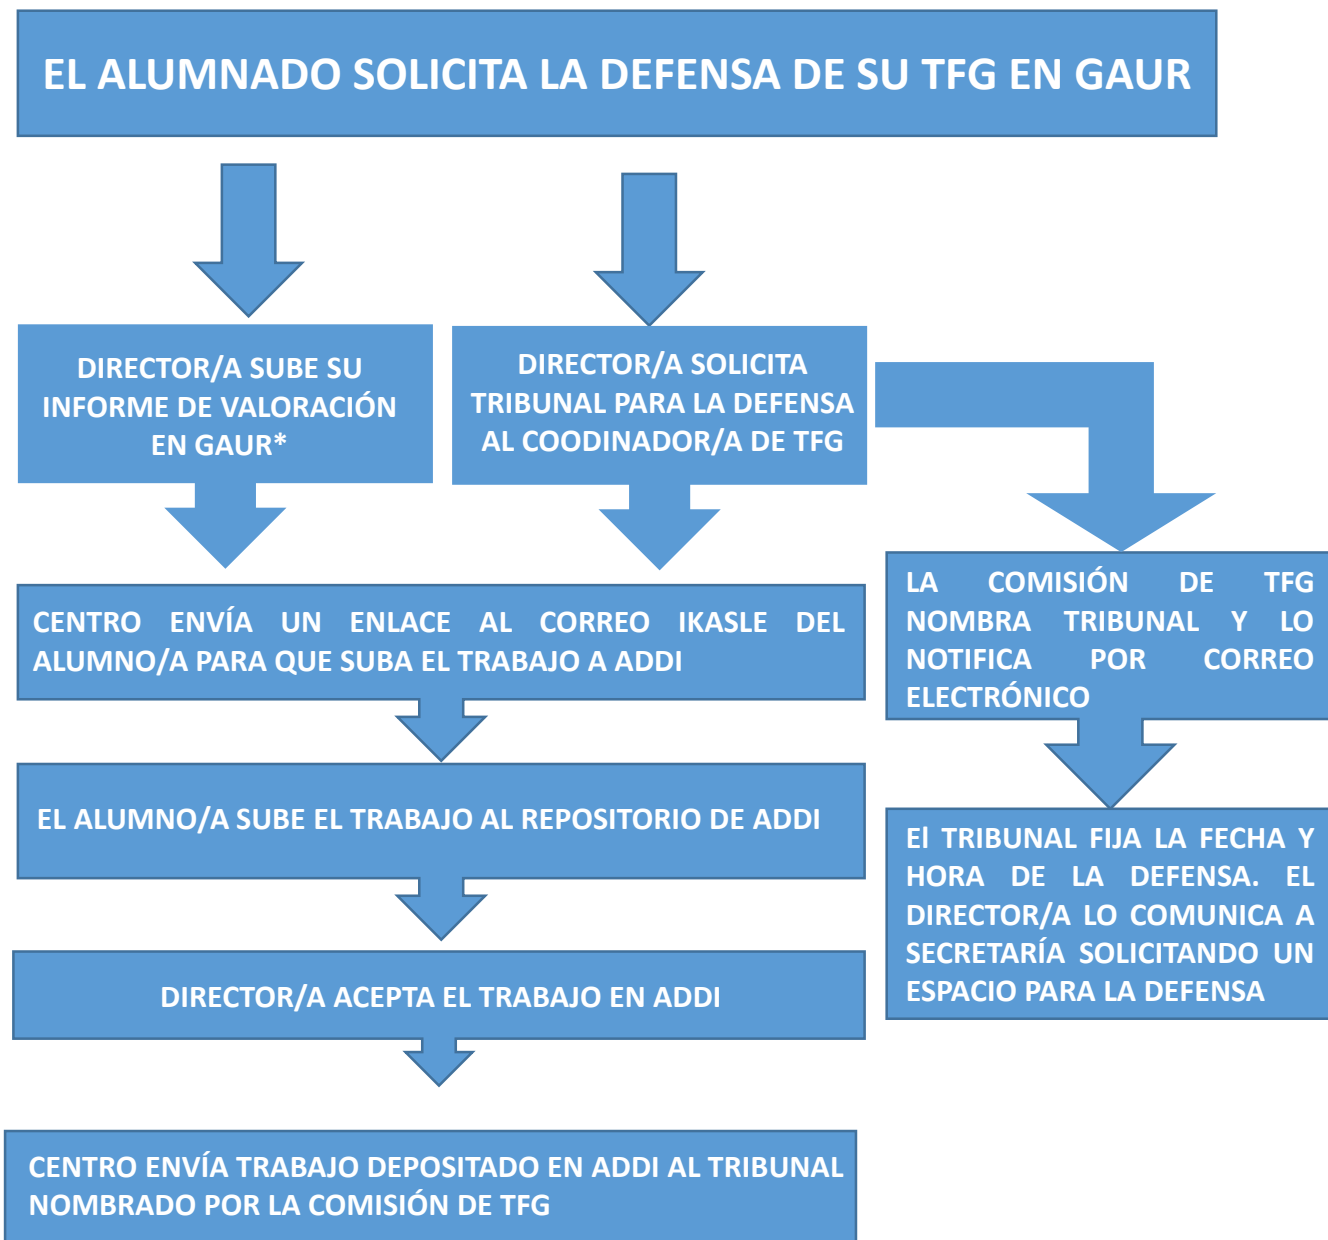 EL ALUMNADO SOLICITA LA DEFENSA DE SU TFG EN GAUR
DIRECTOR/A SUBE SU
INFORME DE VALORACIÓN
EN GAUR*
DIRECTOR/A SOLICITA
TRIBUNAL PARA LA DEFENSA
AL COODINADOR/A DE TFG
CENTRO ENVÍA UN ENLACE AL CORREO IKASLE DEL
ALUMNO/A PARA QUE SUBA EL TRABAJO A ADDI
LA COMISIÓN DE TFG
NOMBRA TRIBUNAL Y LO
NOTIFICA POR CORREO
ELECTRÓNICO
EL ALUMNO/A SUBE EL TRABAJO AL REPOSITORIO DE ADDI
El TRIBUNAL FIJA LA FECHA Y
HORA DE LA DEFENSA. EL
DIRECTOR/A LO COMUNICA A
SECRETARÍA SOLICITANDO UN
ESPACIO PARA LA DEFENSA
DIRECTOR/A ACEPTA EL TRABAJO EN ADDI
CENTRO ENVÍA TRABAJO DEPOSITADO EN ADDI AL TRIBUNAL
NOMBRADO POR LA COMISIÓN DE TFG